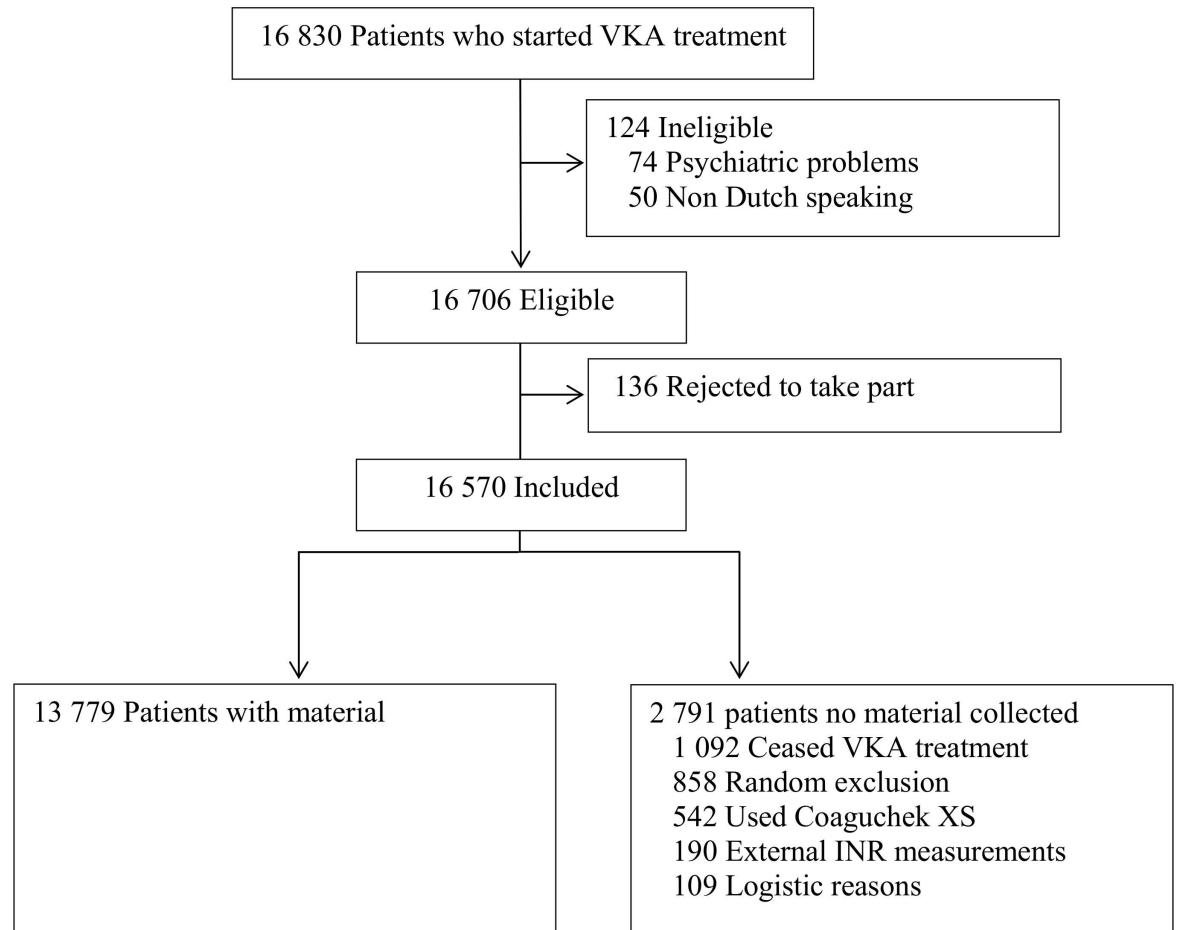 16 830 Patients who started VKA treatment
124 Ineligible
74 Psychiatric problems
50 Non Dutch speaking
16 706 Eligible
136 Rejected to take part
16 570 Included
13 779 Patients with material
2 791 patients no material collected
1 092 Ceased VKA treatment
858 Random exclusion
542 Used Coaguchek XS
190 External INR measurements
109 Logistic reasons